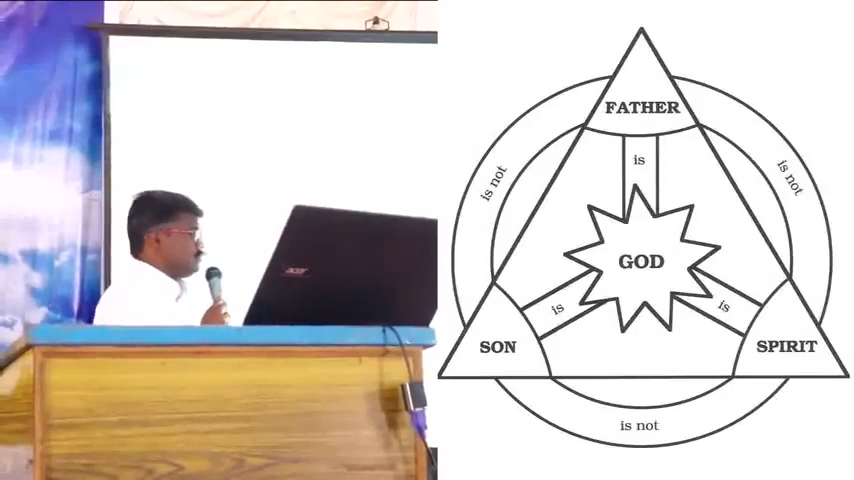 acer
FATHER
is
is not
is not
GOD
is
is
SON
SPIRIT
is not